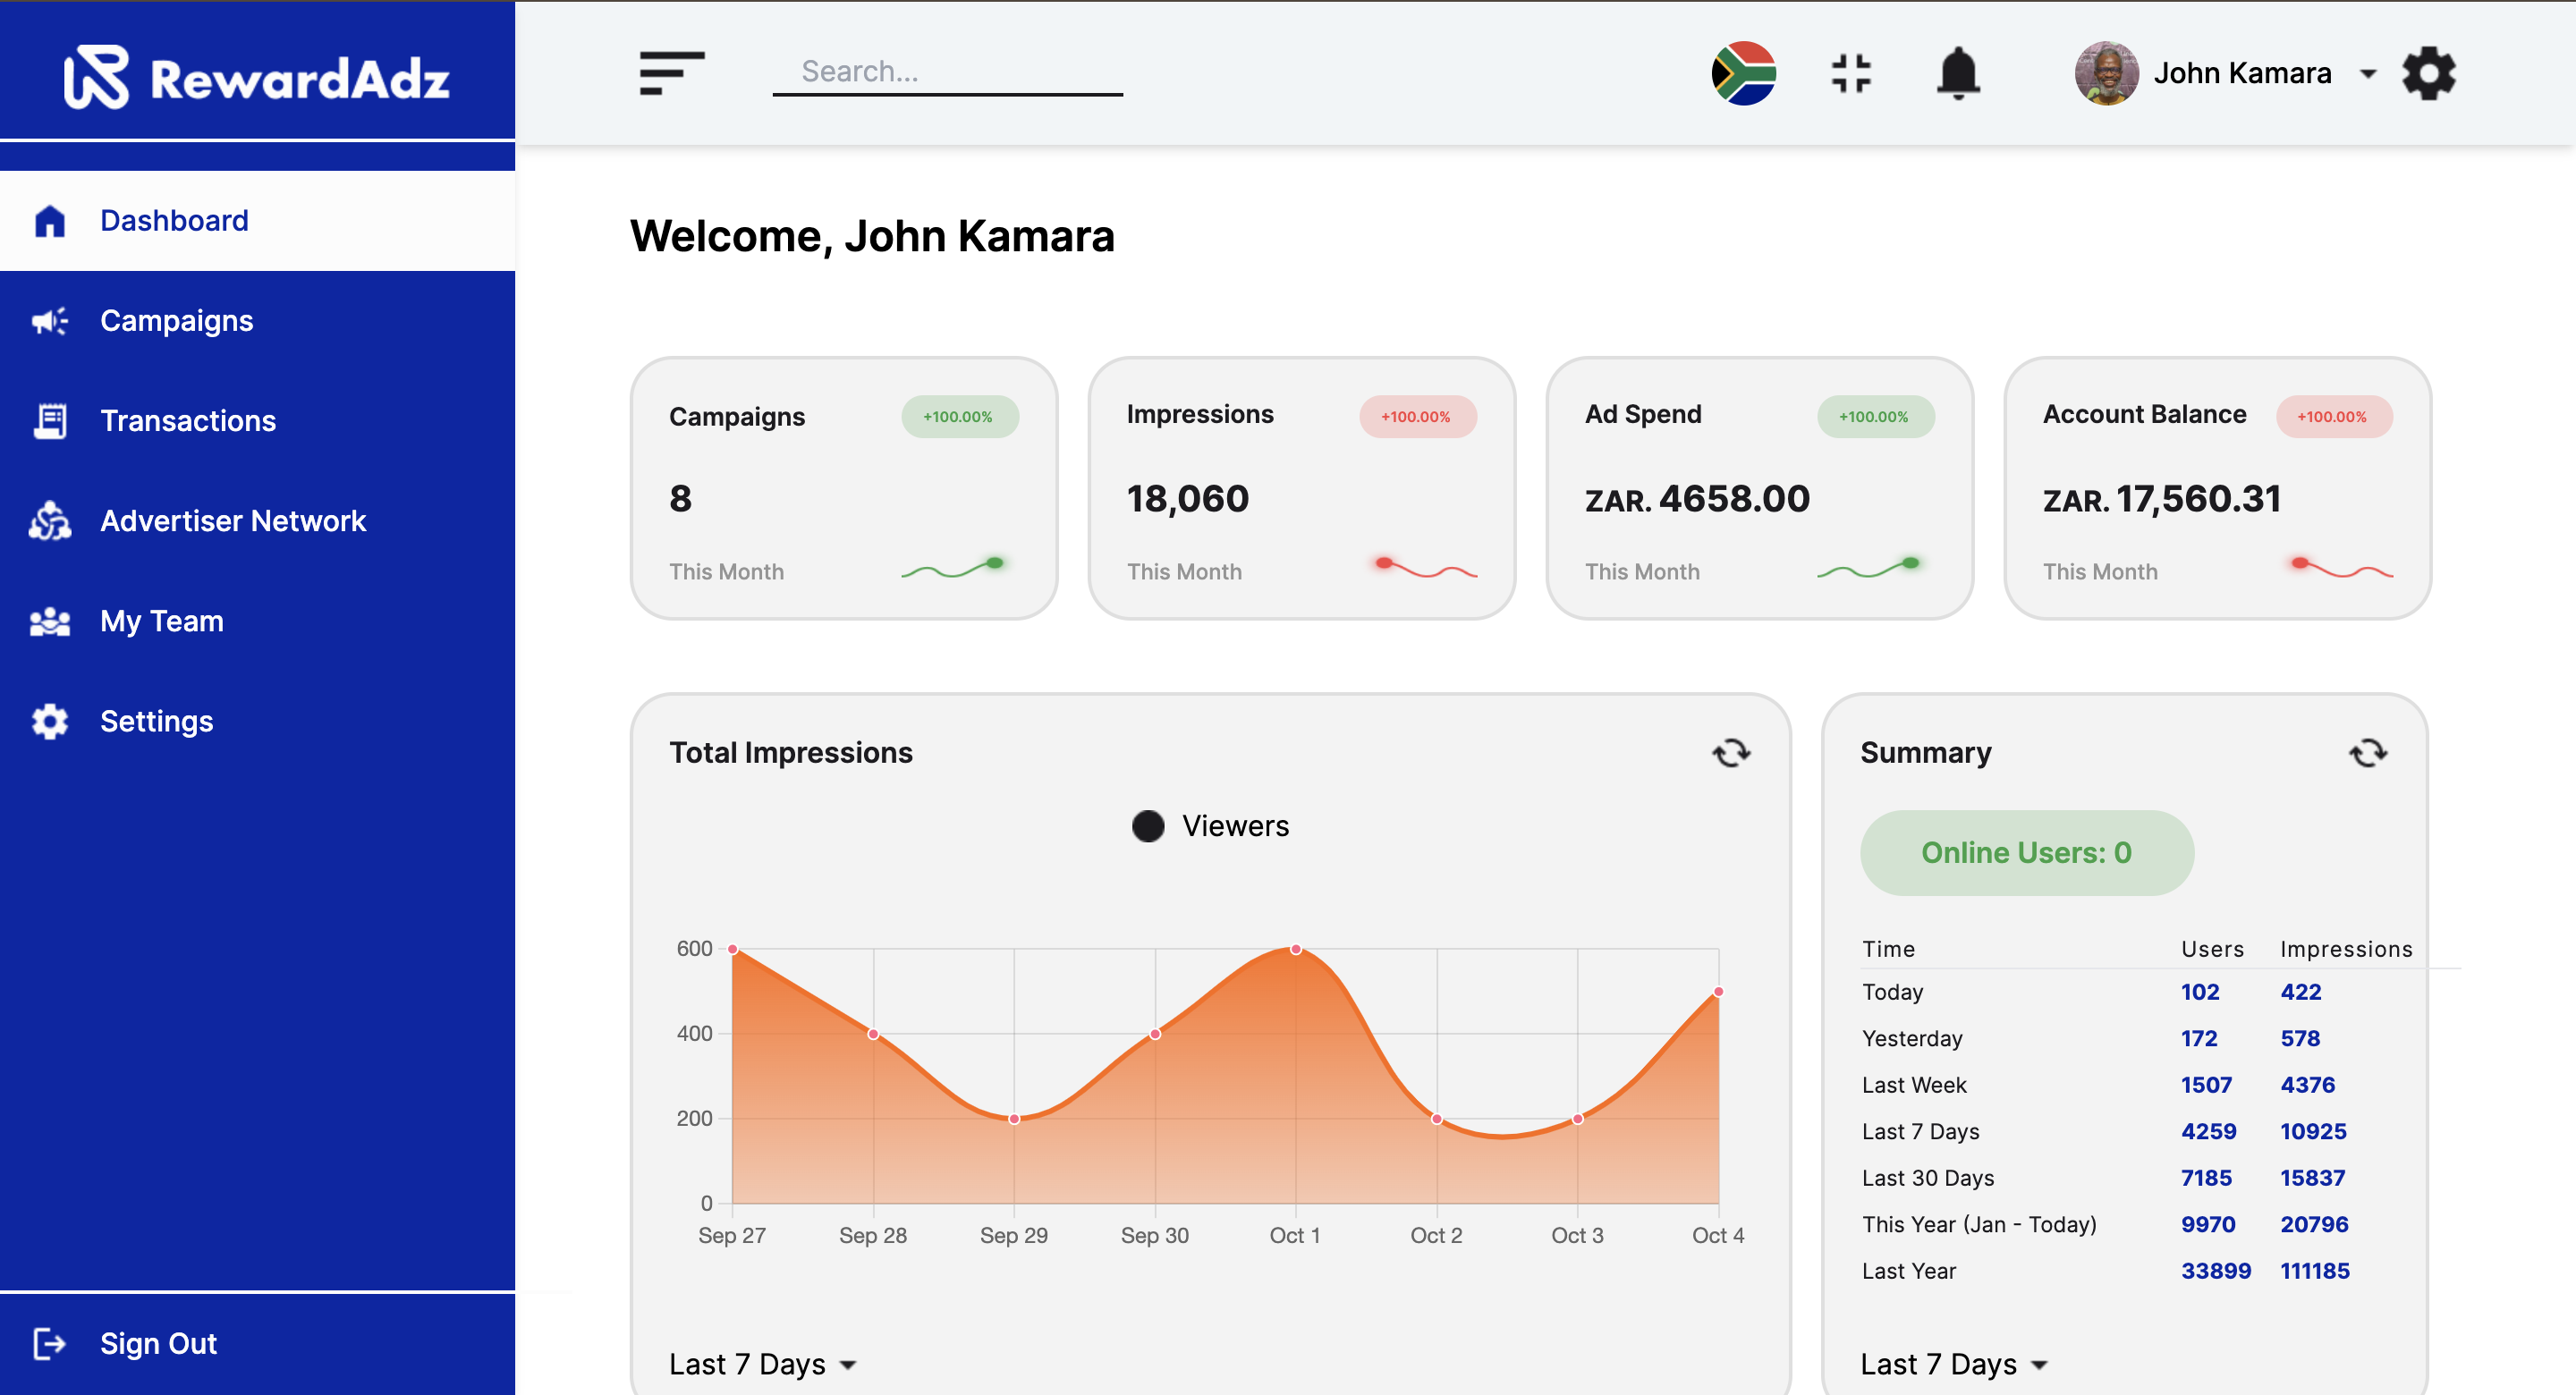 RewardAdz
Search...
John Kamara
Dashboard
Campaigns
Transactions
Advertiser Network
My Team
Settings
Sign Out
Welcome, John Kamara
Campaigns +100.00%
8
This Month
Impressions +100.00%
18,060
This Month
Ad Spend +100.00%
ZAR. 4658.00
This Month
Account Balance +100.00%
ZAR. 17,560.31
This Month
Total Impressions
Viewers
600
400
200
0
Sep 27 Sep 28 Sep 29 Sep 30 Oct 1 Oct 2 Oct 3 Oct 4
Last 7 Days
Summary
Online Users: 0
Time Users Impressions
Today 102 422
Yesterday 172 578
Last Week 1507 4376
Last 7 Days 4259 10925
Last 30 Days 7185 15837
This Year (Jan - Today) 9970 20796
Last Year 33899 111185
Last 7 Days